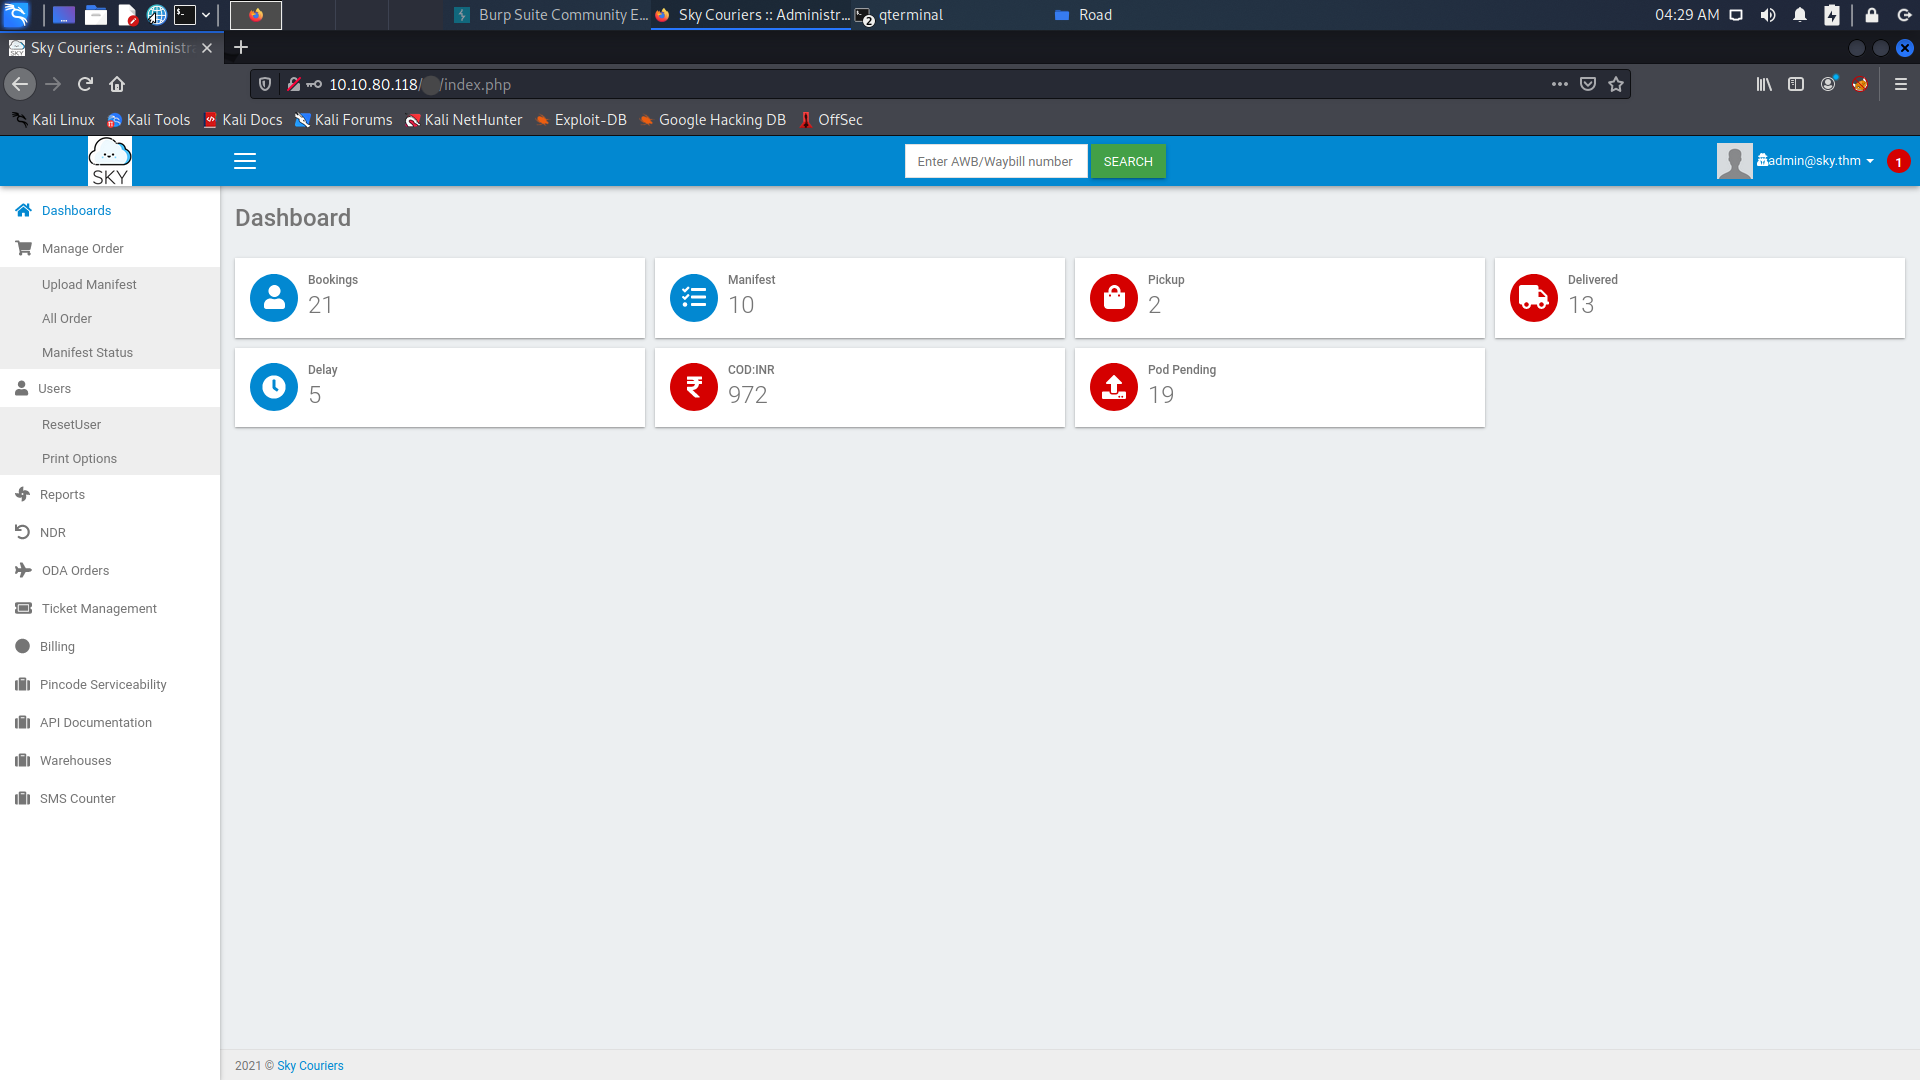 Burp Suite Community E...
Sky Couriers :: Administr...
2
qterminal
Road
04:29 AM
Sky Couriers :: Administra
10.10.80.118/ /index.php
Kali Linux
Kali Tools
Kali Docs
Kali Forums
Kali NetHunter
Exploit-DB
Google Hacking DB
OffSec
SKY
Enter AWB/Waybill number
SEARCH
admin@sky.thm
1
Dashboards
Manage Order
Upload Manifest
All Order
Manifest Status
Users
ResetUser
Print Options
Reports
NDR
ODA Orders
Ticket Management
Billing
Pincode Serviceability
API Documentation
Warehouses
SMS Counter
Dashboard
Bookings
21
Manifest
10
Pickup
2
Delivered
13
Delay
5
₹
COD:INR
972
Pod Pending
19
2021 © Sky Couriers